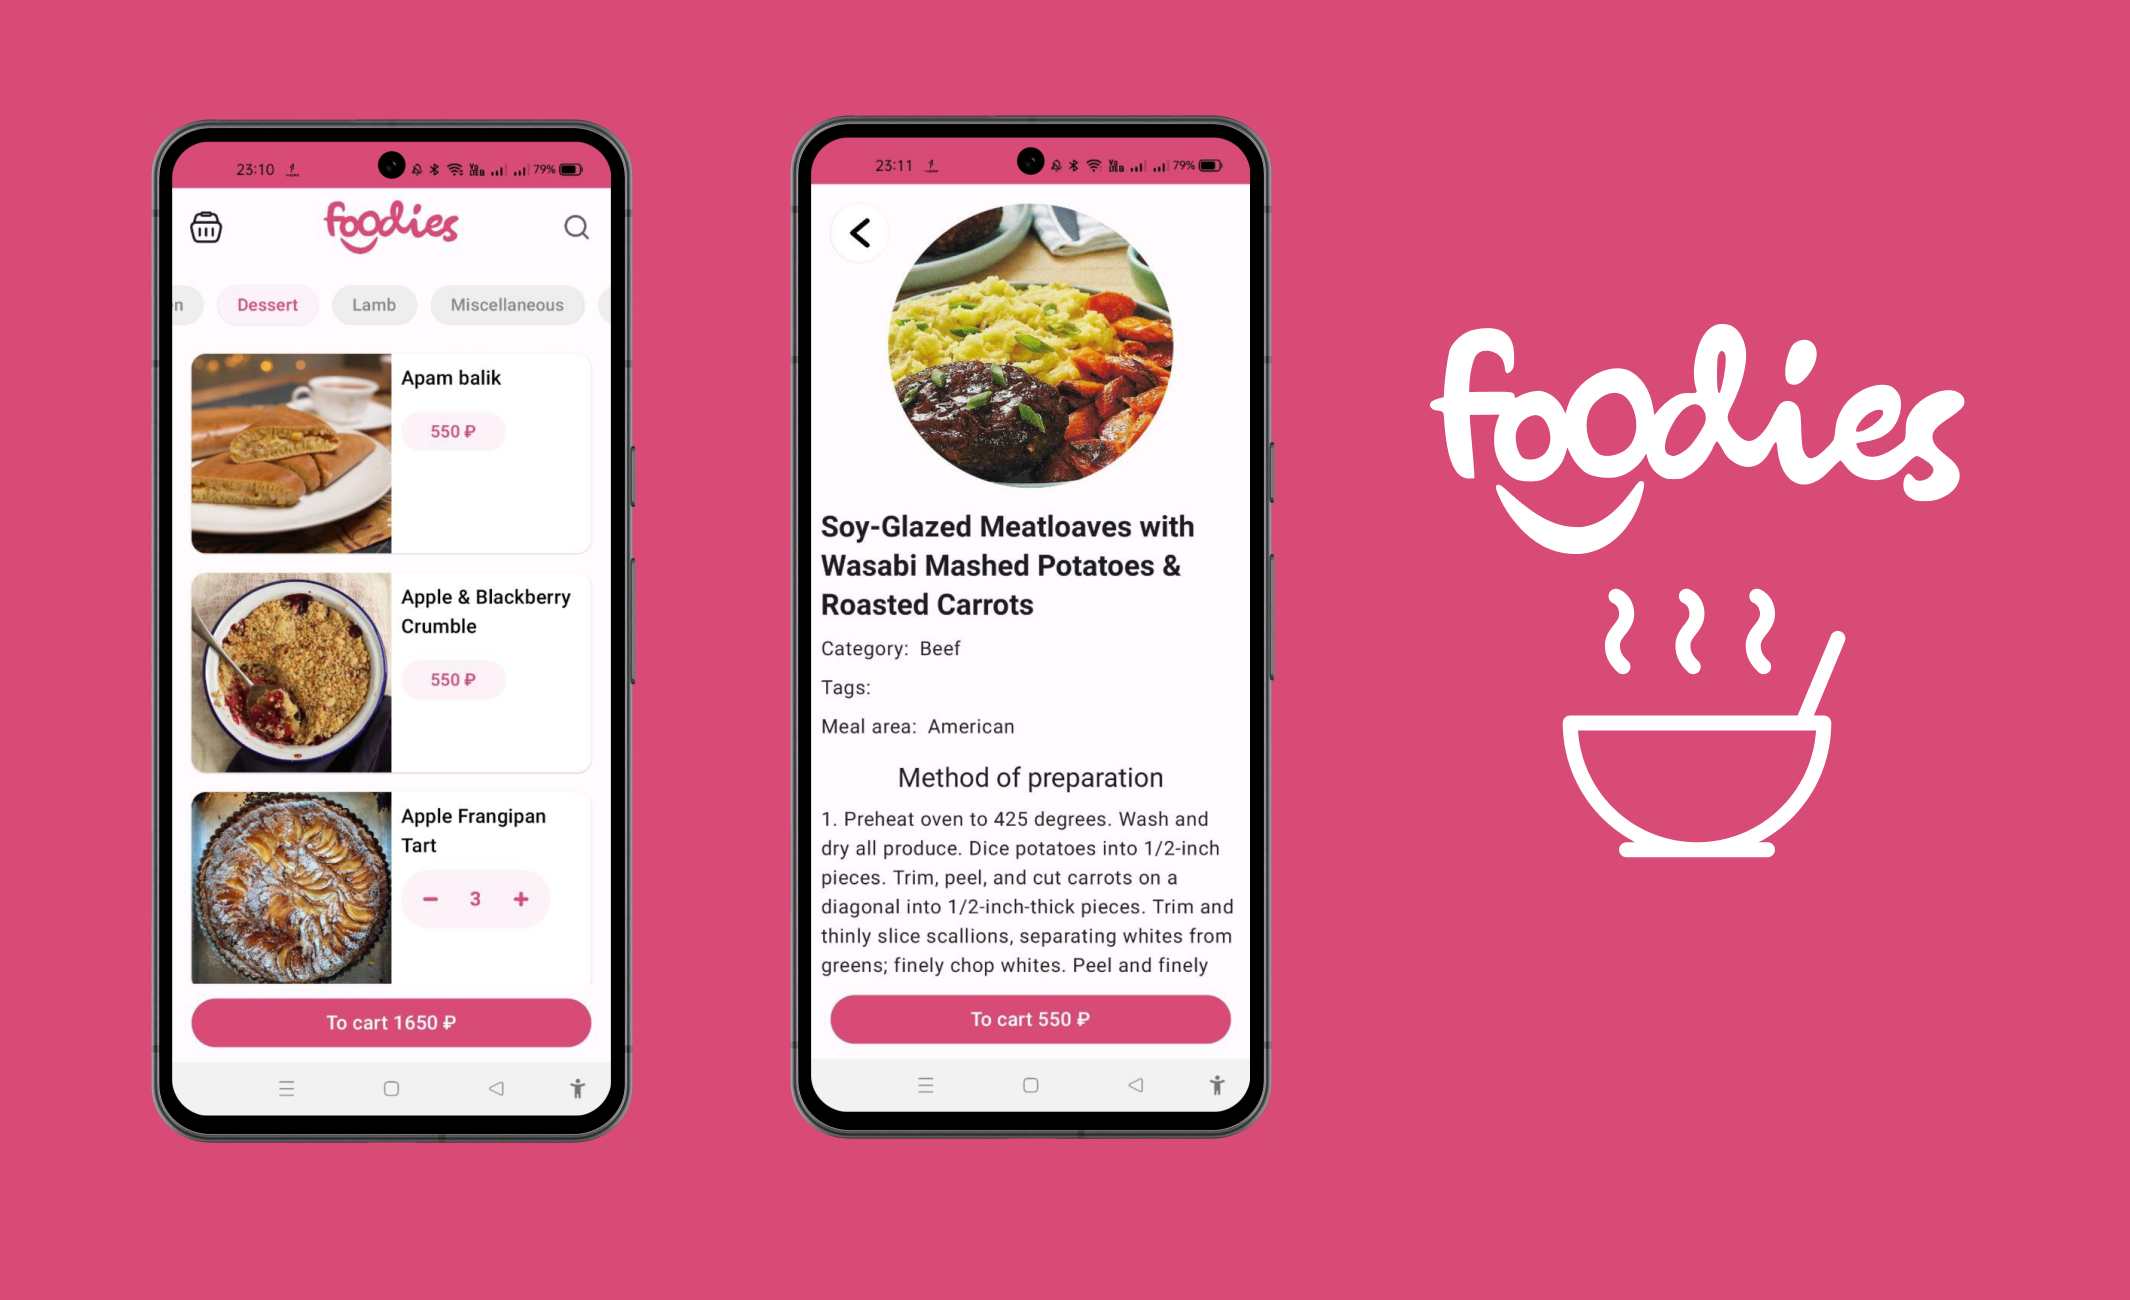 23:10
79%
foodies
n
Dessert
Lamb
Miscellaneous
Apam balik
550 ₽
Apple & Blackberry
Crumble
550 ₽
Apple Frangipan
Tart
3
To cart 1650 ₽
23:11
79%
Soy-Glazed Meatloaves with
Wasabi Mashed Potatoes &
Roasted Carrots
Category: Beef
Tags:
Meal area: American
Method of preparation
1. Preheat oven to 425 degrees. Wash and
dry all produce. Dice potatoes into 1/2-inch
pieces. Trim, peel, and cut carrots on a
diagonal into 1/2-inch-thick pieces. Trim and
thinly slice scallions, separating whites from
greens; finely chop whites. Peel and finely
To cart 550 ₽
foodies